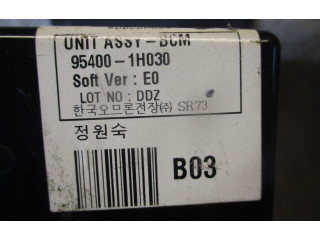 UNIT ASSY-BCM
95400-1H030
Soft Ver : E0
LOT NO : DDZ
한국오므론전장(주) SR73
정원숙
B03